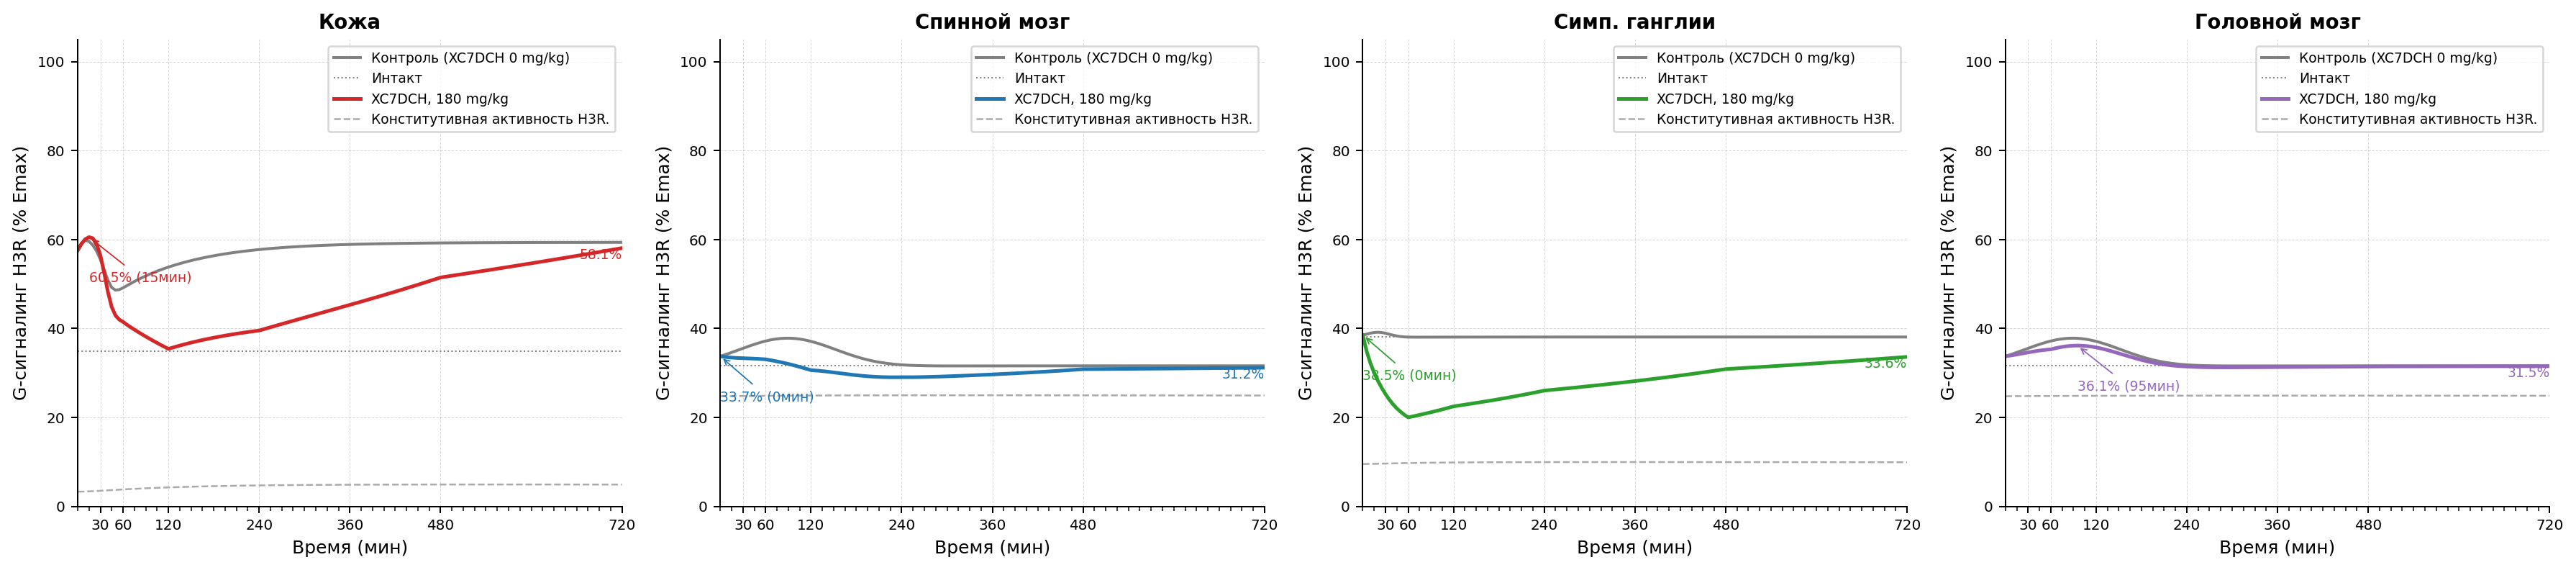 Кожа
G-сигналинг H3R (% Emax)
100
80
60
40
20
0
Контроль (XC7DCH 0 mg/kg)
Интакт
XC7DCH, 180 mg/kg
Конститутивная активность H3R.
60.5% (15мин)
58.1%
30 60 120 240 360 480 720
Время (мин)
Спинной мозг
G-сигналинг H3R (% Emax)
100
80
60
40
20
0
Контроль (XC7DCH 0 mg/kg)
Интакт
XC7DCH, 180 mg/kg
Конститутивная активность H3R.
33.7% (0мин)
31.2%
30 60 120 240 360 480 720
Время (мин)
Симп. ганглии
G-сигналинг H3R (% Emax)
100
80
60
40
20
0
Контроль (XC7DCH 0 mg/kg)
Интакт
XC7DCH, 180 mg/kg
Конститутивная активность H3R.
38.5% (0мин)
33.6%
30 60 120 240 360 480 720
Время (мин)
Головной мозг
G-сигналинг H3R (% Emax)
100
80
60
40
20
0
Контроль (XC7DCH 0 mg/kg)
Интакт
XC7DCH, 180 mg/kg
Конститутивная активность H3R.
36.1% (95мин)
31.5%
30 60 120 240 360 480 720
Время (мин)